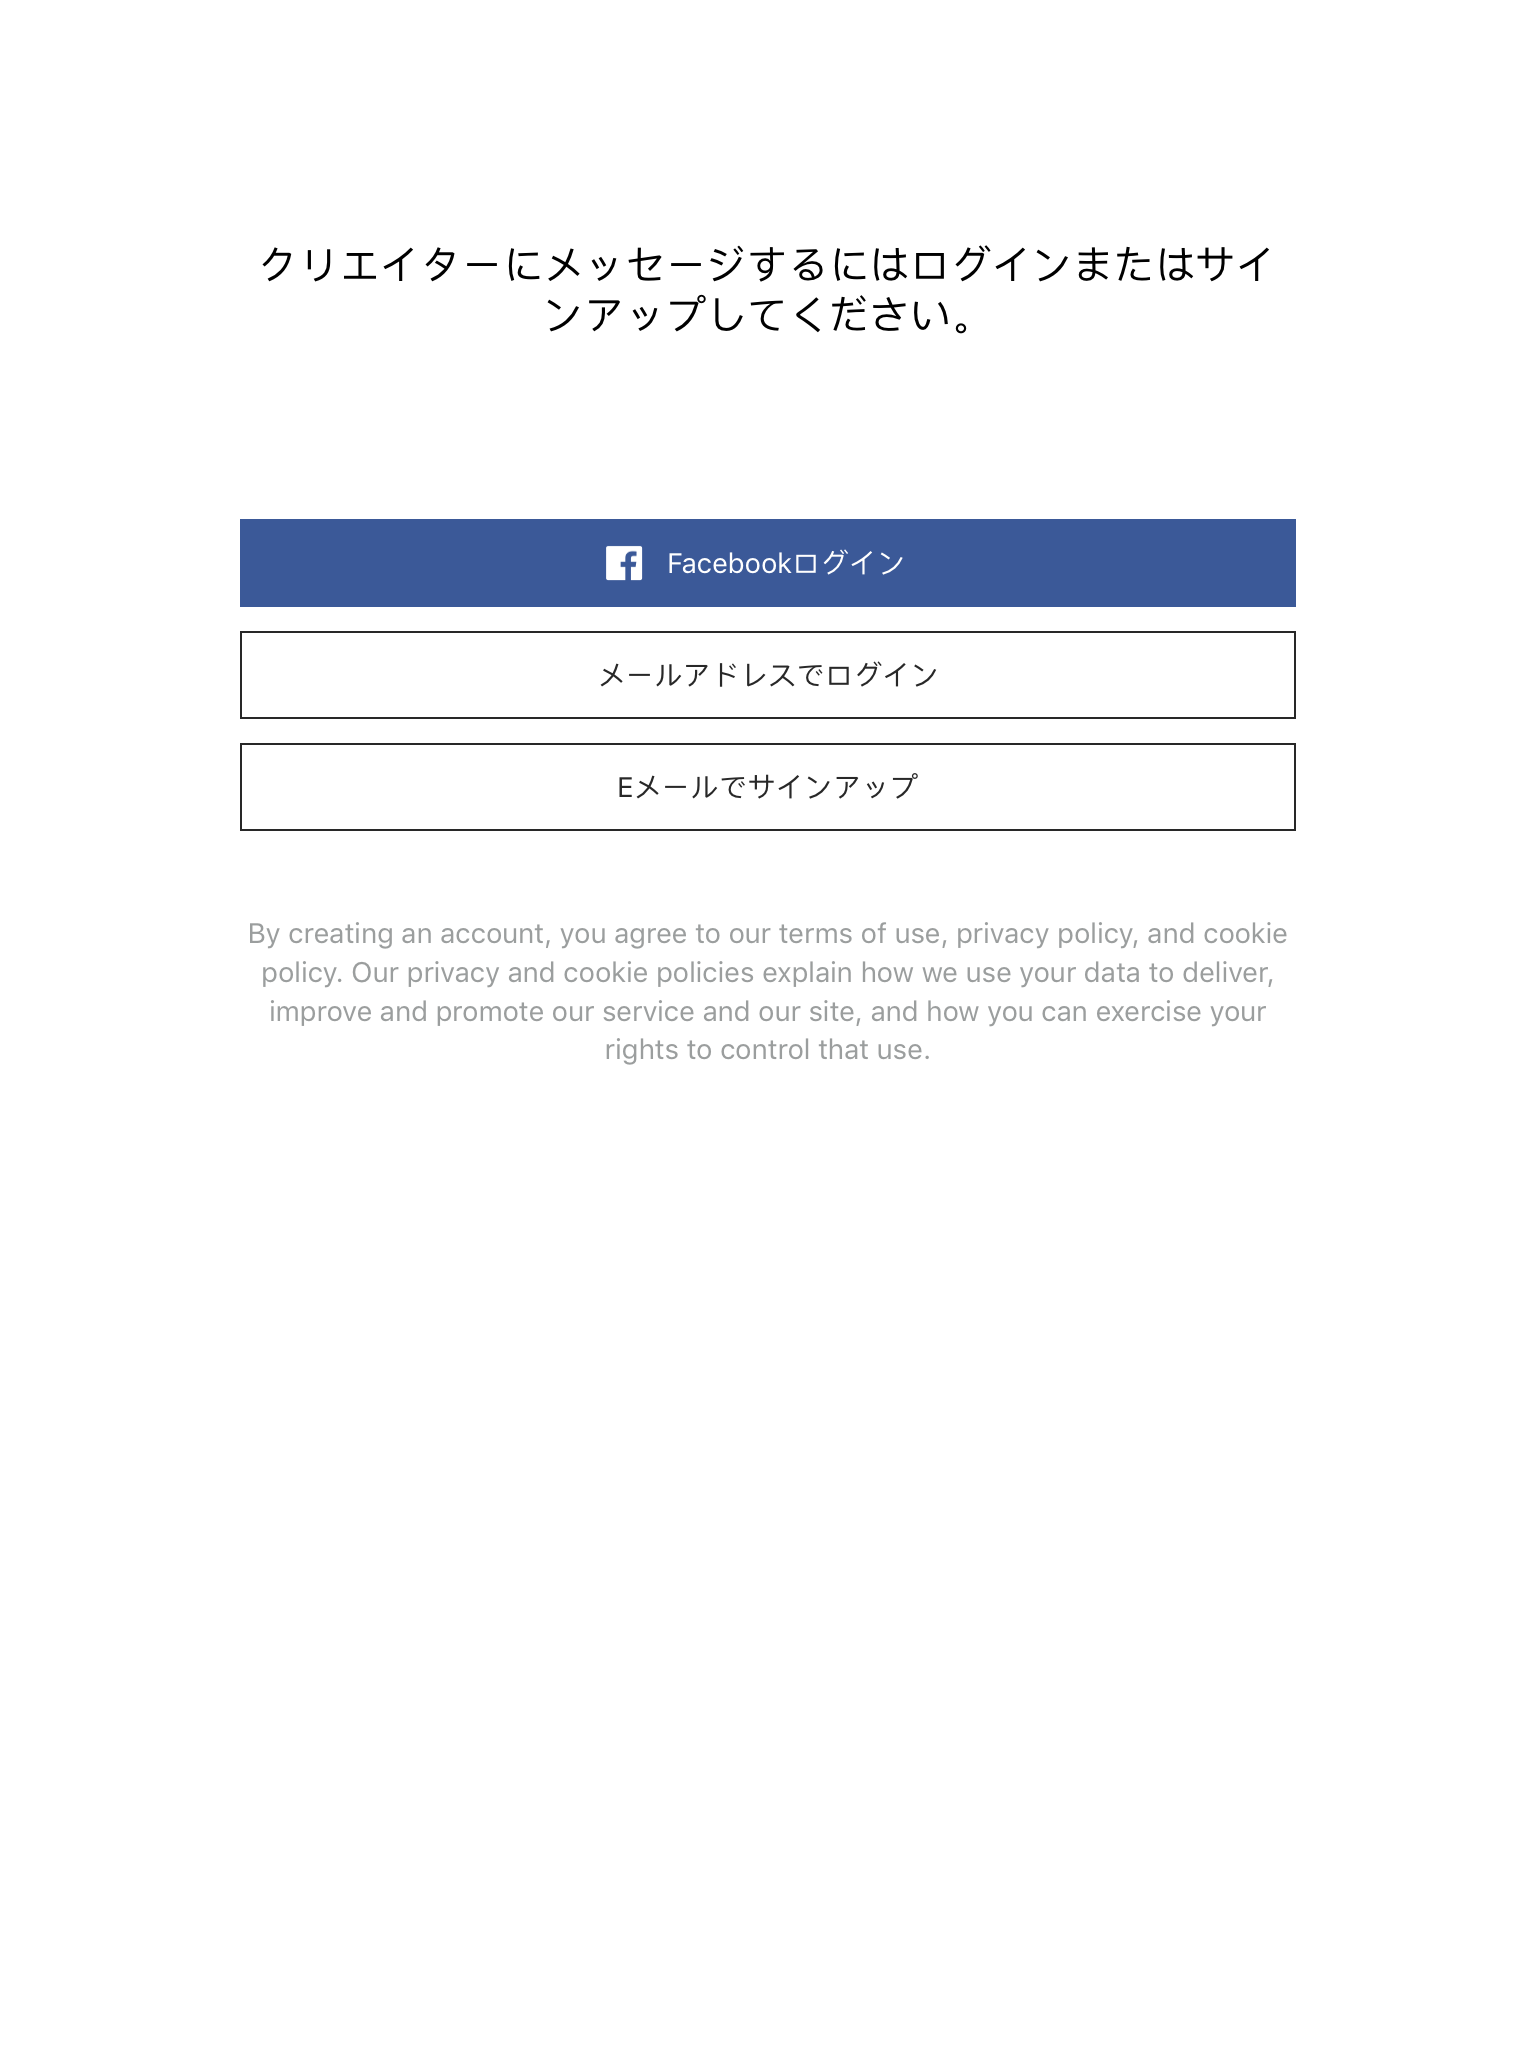 クリエイターにメッセージするにはログインまたはサイ
ンアップしてください。
Facebookログイン
メールアドレスでログイン
Eメールでサインアップ
By creating an account, you agree to our terms of use, privacy policy, and cookie
policy. Our privacy and cookie policies explain how we use your data to deliver,
improve and promote our service and our site, and how you can exercise your
rights to control that use.